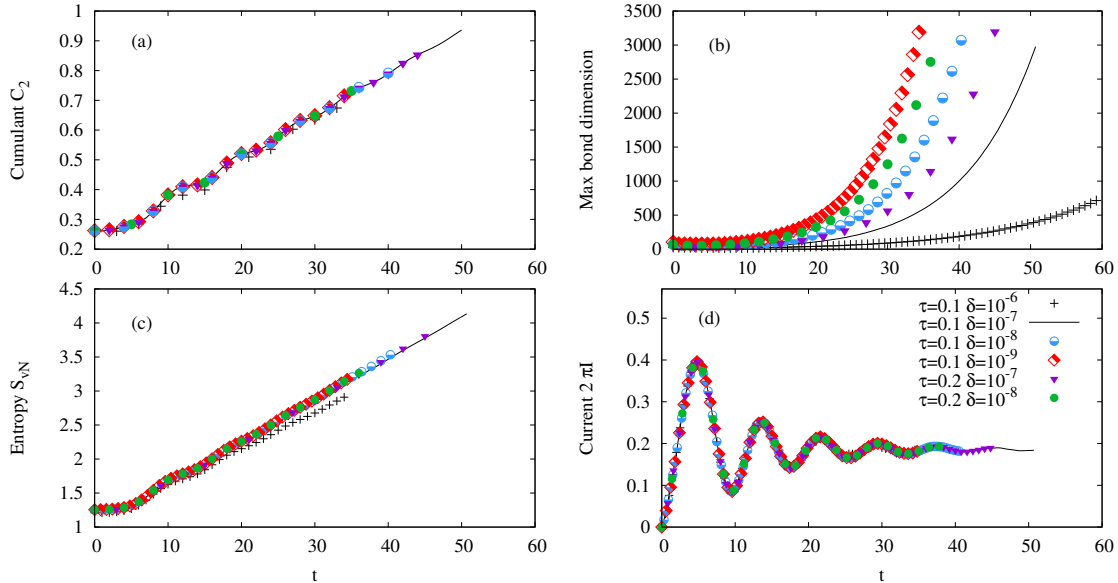 (a)
Cumulant C₂
1
0.9
0.8
0.7
0.6
0.5
0.4
0.3
0.2
0 10 20 30 40 50 60
(b)
Max bond dimension
3500
3000
2500
2000
1500
1000
500
0
0 10 20 30 40 50 60
(c)
Entropy S_vN
4.5
4
3.5
3
2.5
2
1.5
1
0 10 20 30 40 50 60
t
(d)
Current 2 πI
0.5
0.4
0.3
0.2
0.1
0
0 10 20 30 40 50 60
t
τ=0.1 δ=10⁻⁶
τ=0.1 δ=10⁻⁷
τ=0.1 δ=10⁻⁸
τ=0.1 δ=10⁻⁹
τ=0.2 δ=10⁻⁷
τ=0.2 δ=10⁻⁸